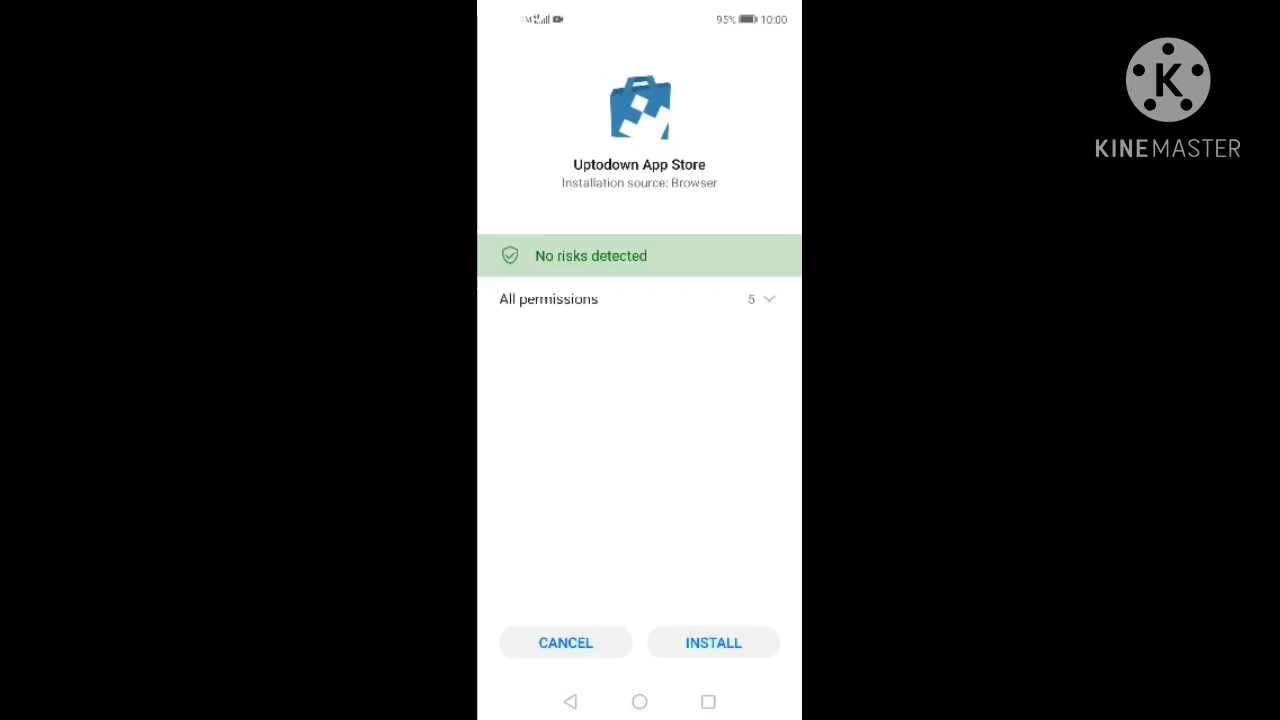 95% 10:00
K
KINEMASTER
Uptodown App Store
Installation source: Browser
No risks detected
All permissions 5
CANCEL INSTALL